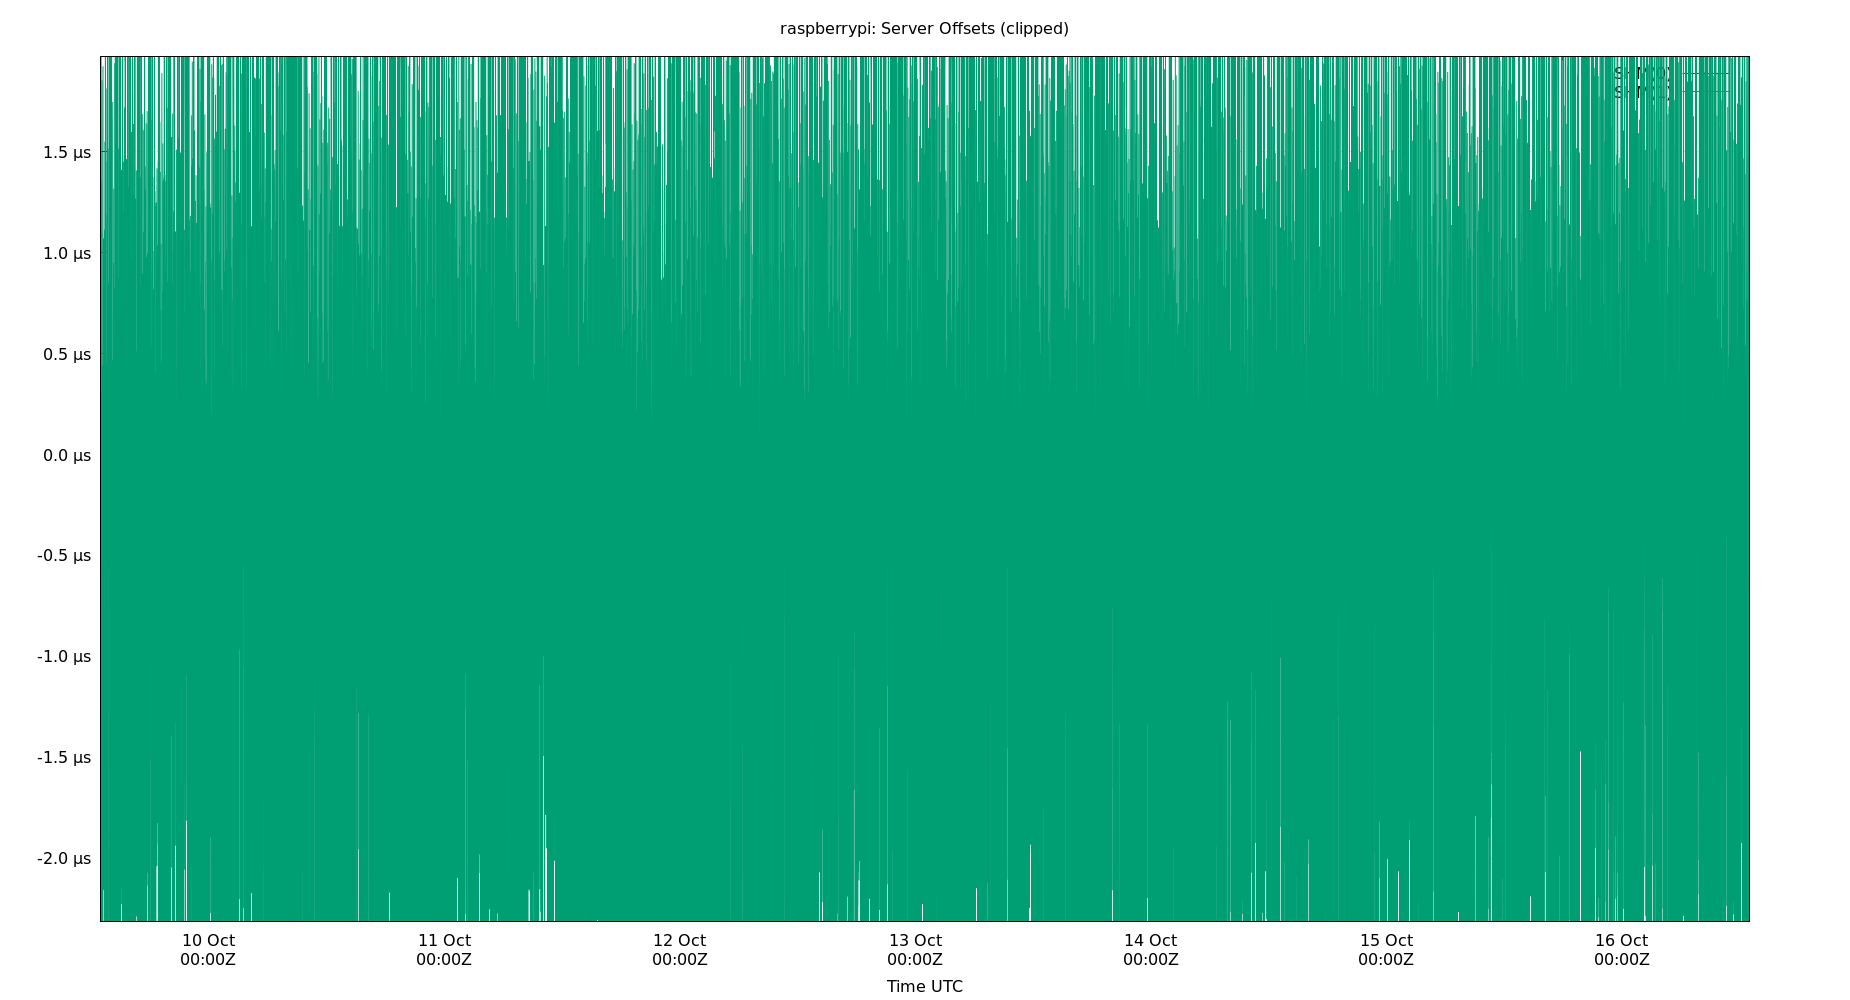 raspberrypi: Server Offsets (clipped)
1.5 µs
1.0 µs
0.5 µs
0.0 µs
-0.5 µs
-1.0 µs
-1.5 µs
-2.0 µs
10 Oct 11 Oct 12 Oct 13 Oct 14 Oct 15 Oct 16 Oct
00:00Z 00:00Z 00:00Z 00:00Z 00:00Z 00:00Z 00:00Z
Time UTC